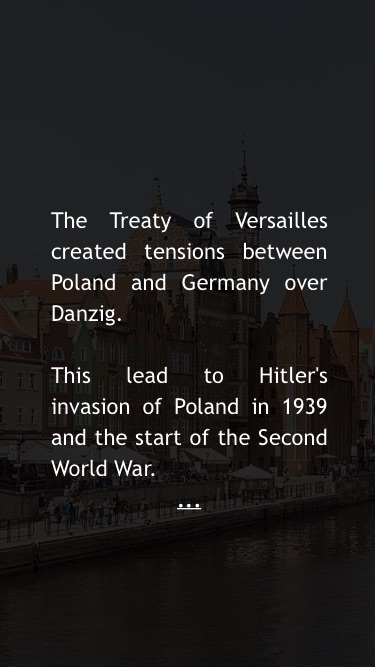 The Treaty of Versailles
created tensions between
Poland and Germany over
Danzig.
This lead to Hitler's
invasion of Poland in 1939
and the start of the Second
World War.
...